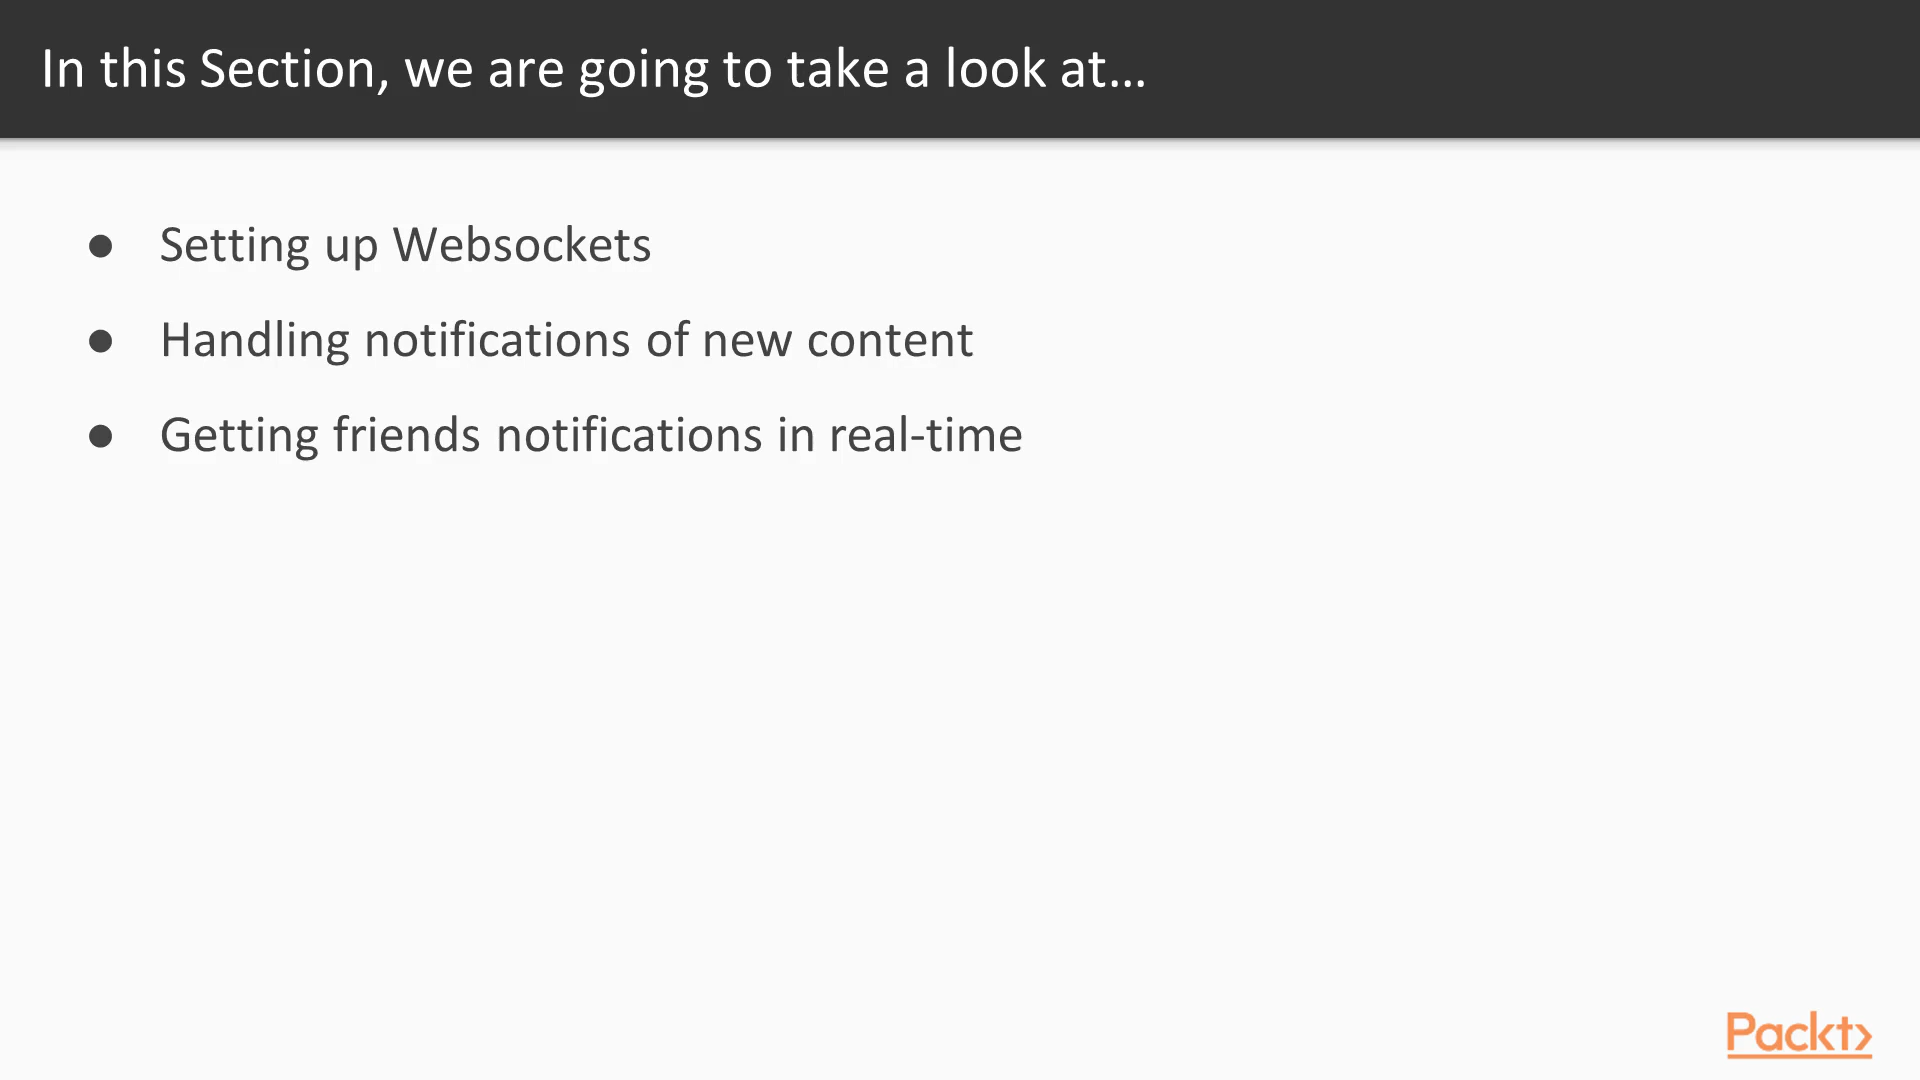 In this Section, we are going to take a look at...
● Setting up Websockets
● Handling notifications of new content
● Getting friends notifications in real-time
Packt>